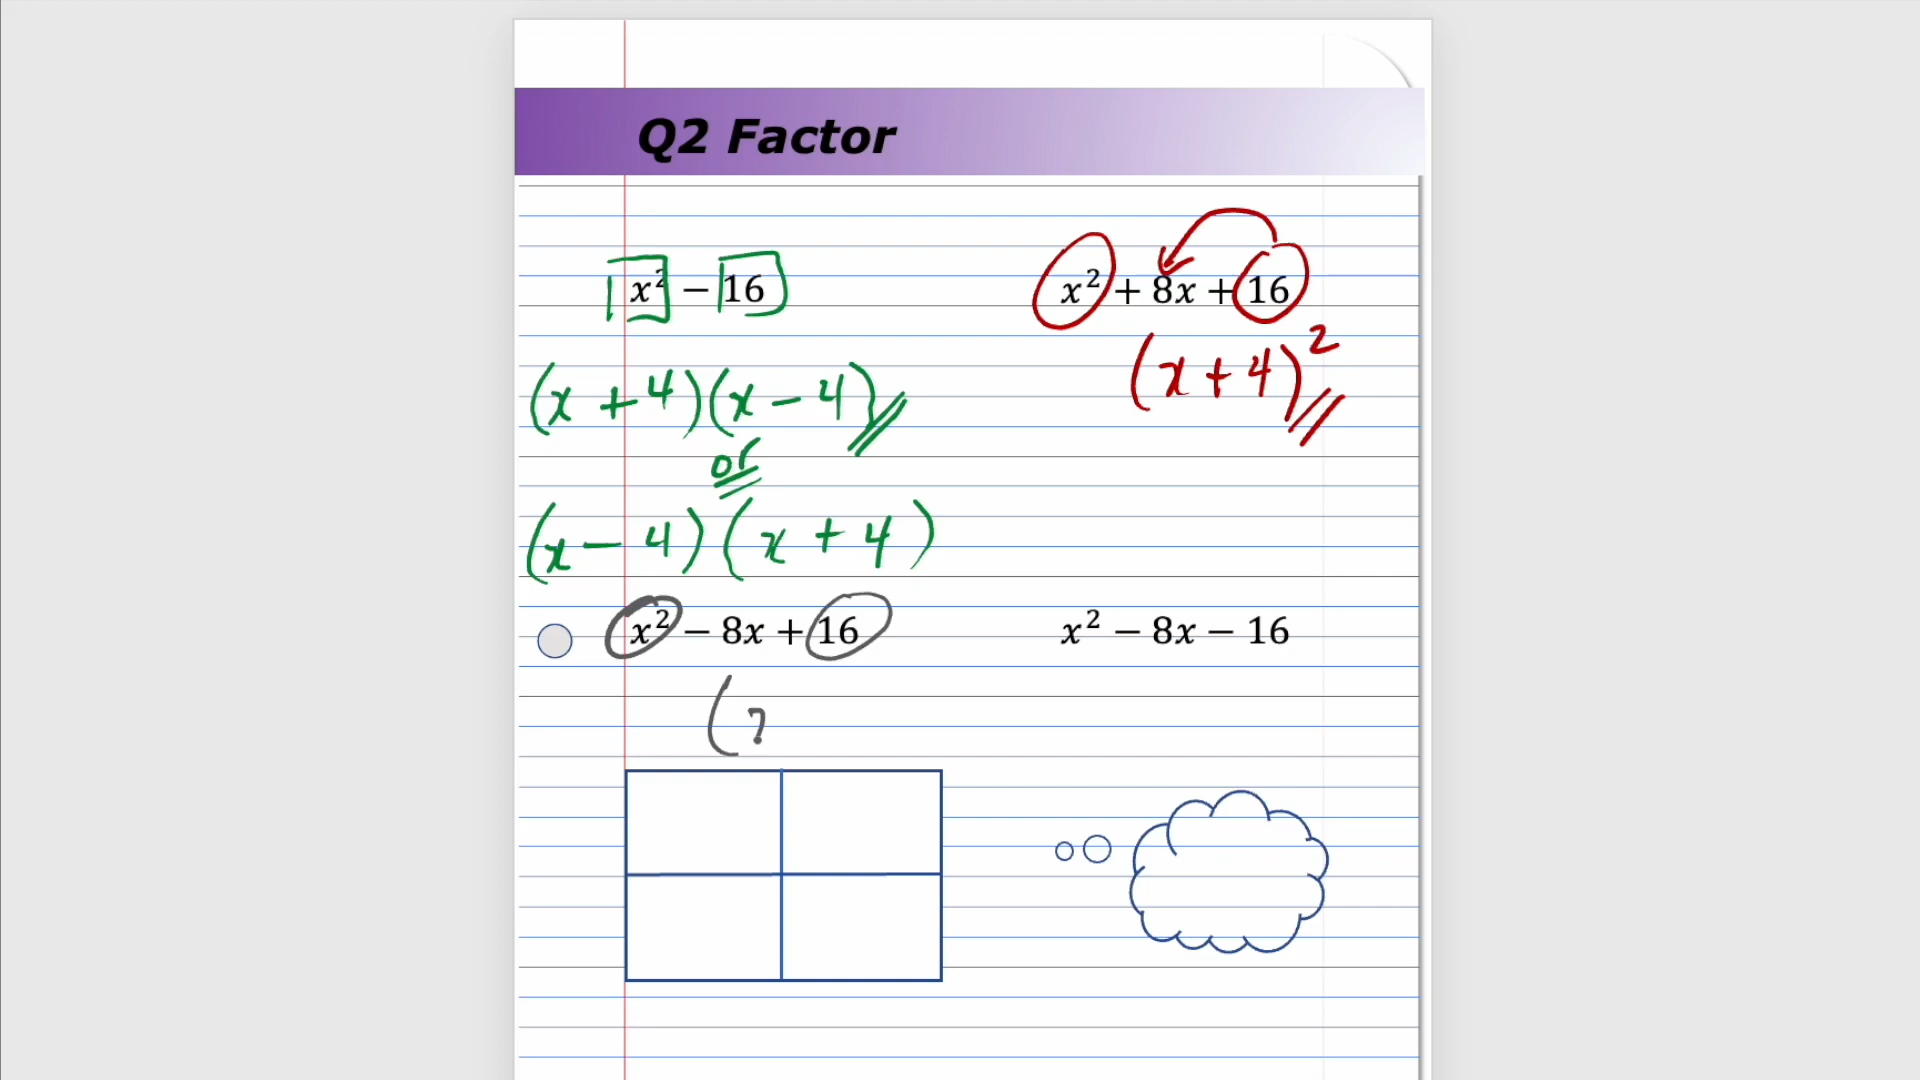 Q2 Factor
x² − 16
x² + 8x + 16
(x + 4)(x − 4)
(x + 4)²
or
(x − 4)(x + 4)
x² − 8x + 16
x² − 8x − 16
(?